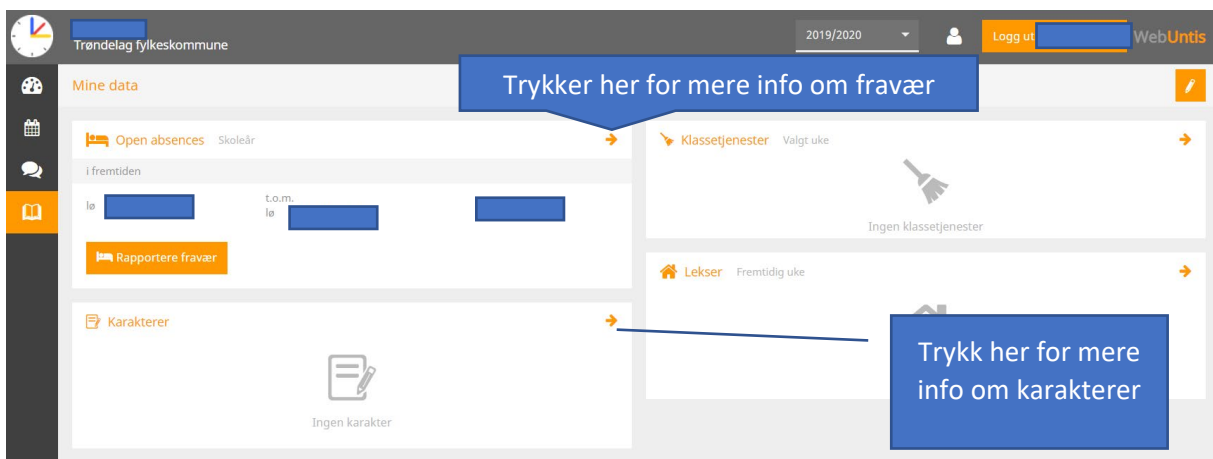 Trøndelag fylkeskommune
2019/2020
Logg ut
WebUntis
Mine data
Trykker her for mere info om fravær
Open absences Skoleår
i fremtiden
lø
t.o.m.
lø
Rapportere fravær
Klassetjenester Valgt uke
Ingen klassetjenester
Lekser Fremtidig uke
Karakterer
Ingen karakter
Trykk her for mere
info om karakterer